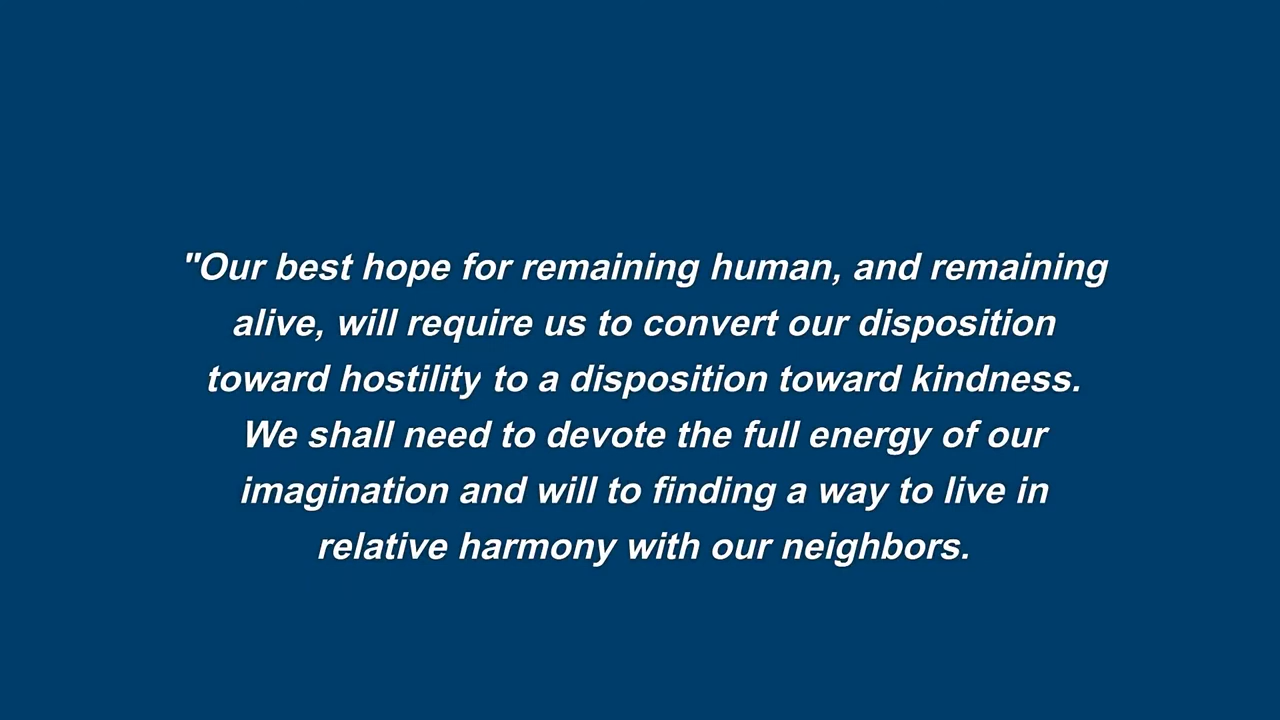 "Our best hope for remaining human, and remaining
alive, will require us to convert our disposition
toward hostility to a disposition toward kindness.
We shall need to devote the full energy of our
imagination and will to finding a way to live in
relative harmony with our neighbors.